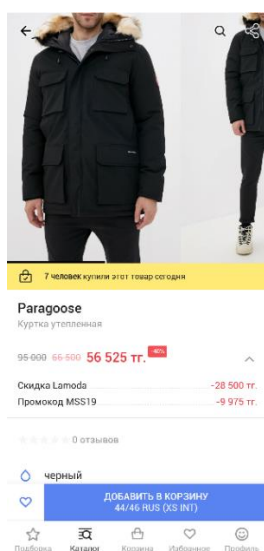 7 человек купили этот товар сегодня
Paragoose
Куртка утепленная
95 000 66 500 56 525 тг. -40%
Скидка Lamoda -28 500 тг.
Промокод MSS19 -9 975 тг.
0 отзывов
черный
ДОБАВИТЬ В КОРЗИНУ
44/46 RUS (XS INT)
Подборка Каталог Корзина Избранное Профиль